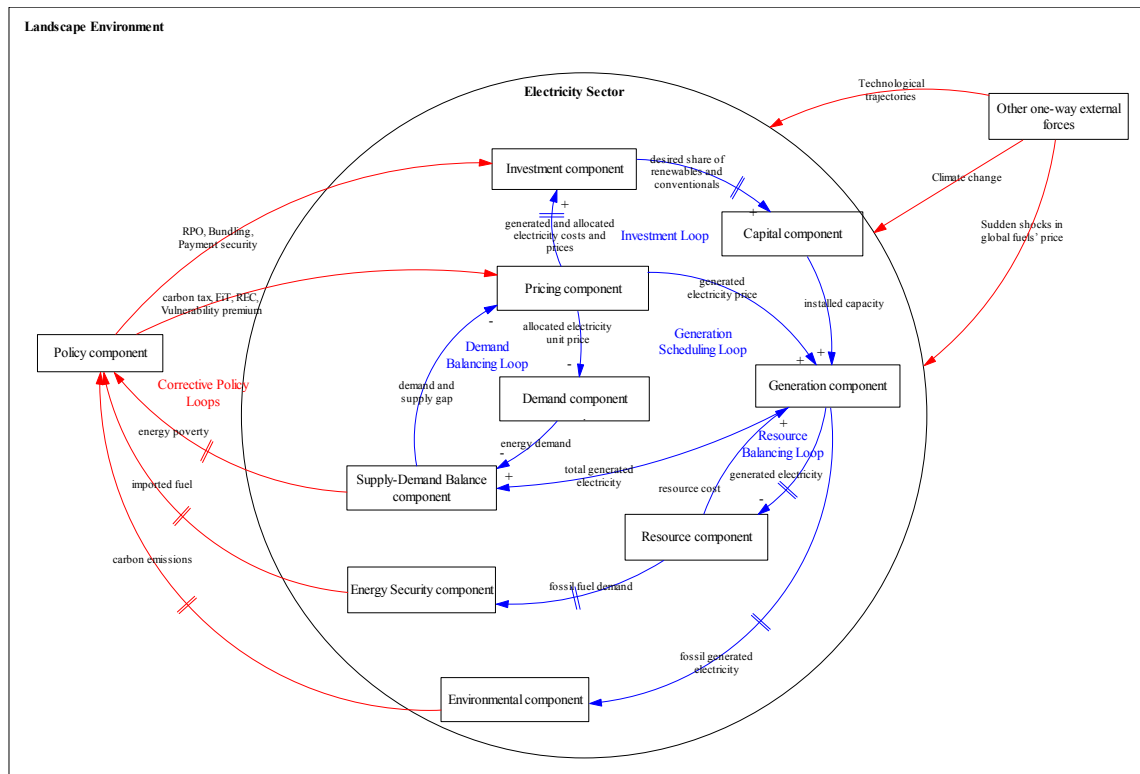 Landscape Environment
Electricity Sector
Technological
trajectories
Other one-way external
forces
Climate change
Sudden shocks in
global fuels' price
Investment component
desired share of
renewables and
conventionals
+
Capital component
+
generated and allocated
electricity costs and
prices
Investment Loop
RPO, Bundling,
Payment security
Pricing component
generated
electricity price
installed capacity
carbon tax, FiT, REC,
Vulnerability premium
-
allocated electricity
unit price
Generation
Scheduling Loop
Policy component
Demand
Balancing Loop
-
+
+
Generation component
Corrective Policy
Loops
demand and
supply gap
Demand component
+
Resource
Balancing Loop
energy poverty
energy demand
-
Supply-Demand Balance
component
+
total generated
electricity
generated electricity
imported fuel
resource cost
-
Resource component
carbon emissions
Energy Security component
fossil fuel demand
fossil generated
electricity
Environmental component